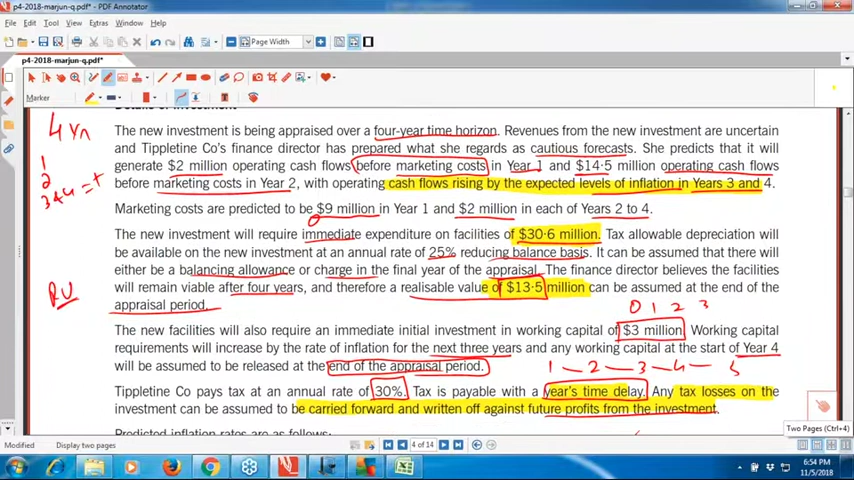 p4-2018-marjun-q.pdf* - PDF Annotator
File Edit Tool View Extras Window Help
Page Width
p4-2018-marjun-q.pdf* ×
Marker
4 Yr
The new investment is being appraised over a four-year time horizon. Revenues from the new investment are uncertain
and Tippletine Co's finance director has prepared what she regards as cautious forecasts. She predicts that it will
1
generate $2 million operating cash flows before marketing costs in Year 1 and $14·5 million operating cash flows
2
before marketing costs in Year 2, with operating cash flows rising by the expected levels of inflation in Years 3 and 4.
3&4 = +
Marketing costs are predicted to be $9 million in Year 1 and $2 million in each of Years 2 to 4.
0
The new investment will require immediate expenditure on facilities of $30·6 million. Tax allowable depreciation will
be available on the new investment at an annual rate of 25% reducing balance basis. It can be assumed that there will
either be a balancing allowance or charge in the final year of the appraisal. The finance director believes the facilities
RV
will remain viable after four years, and therefore a realisable value of $13·5 million can be assumed at the end of the
appraisal period.
0 1 2 3
The new facilities will also require an immediate initial investment in working capital of $3 million. Working capital
requirements will increase by the rate of inflation for the next three years and any working capital at the start of Year 4
will be assumed to be released at the end of the appraisal period.
1 — 2 — 3 — 4 — 5
Tippletine Co pays tax at an annual rate of 30%. Tax is payable with a year's time delay. Any tax losses on the
investment can be assumed to be carried forward and written off against future profits from the investment.
Predicted inflation rates are as follows:
Two Pages (Ctrl+4)
Modified
Display two pages
4 of 14
6:54 PM
11/5/2018